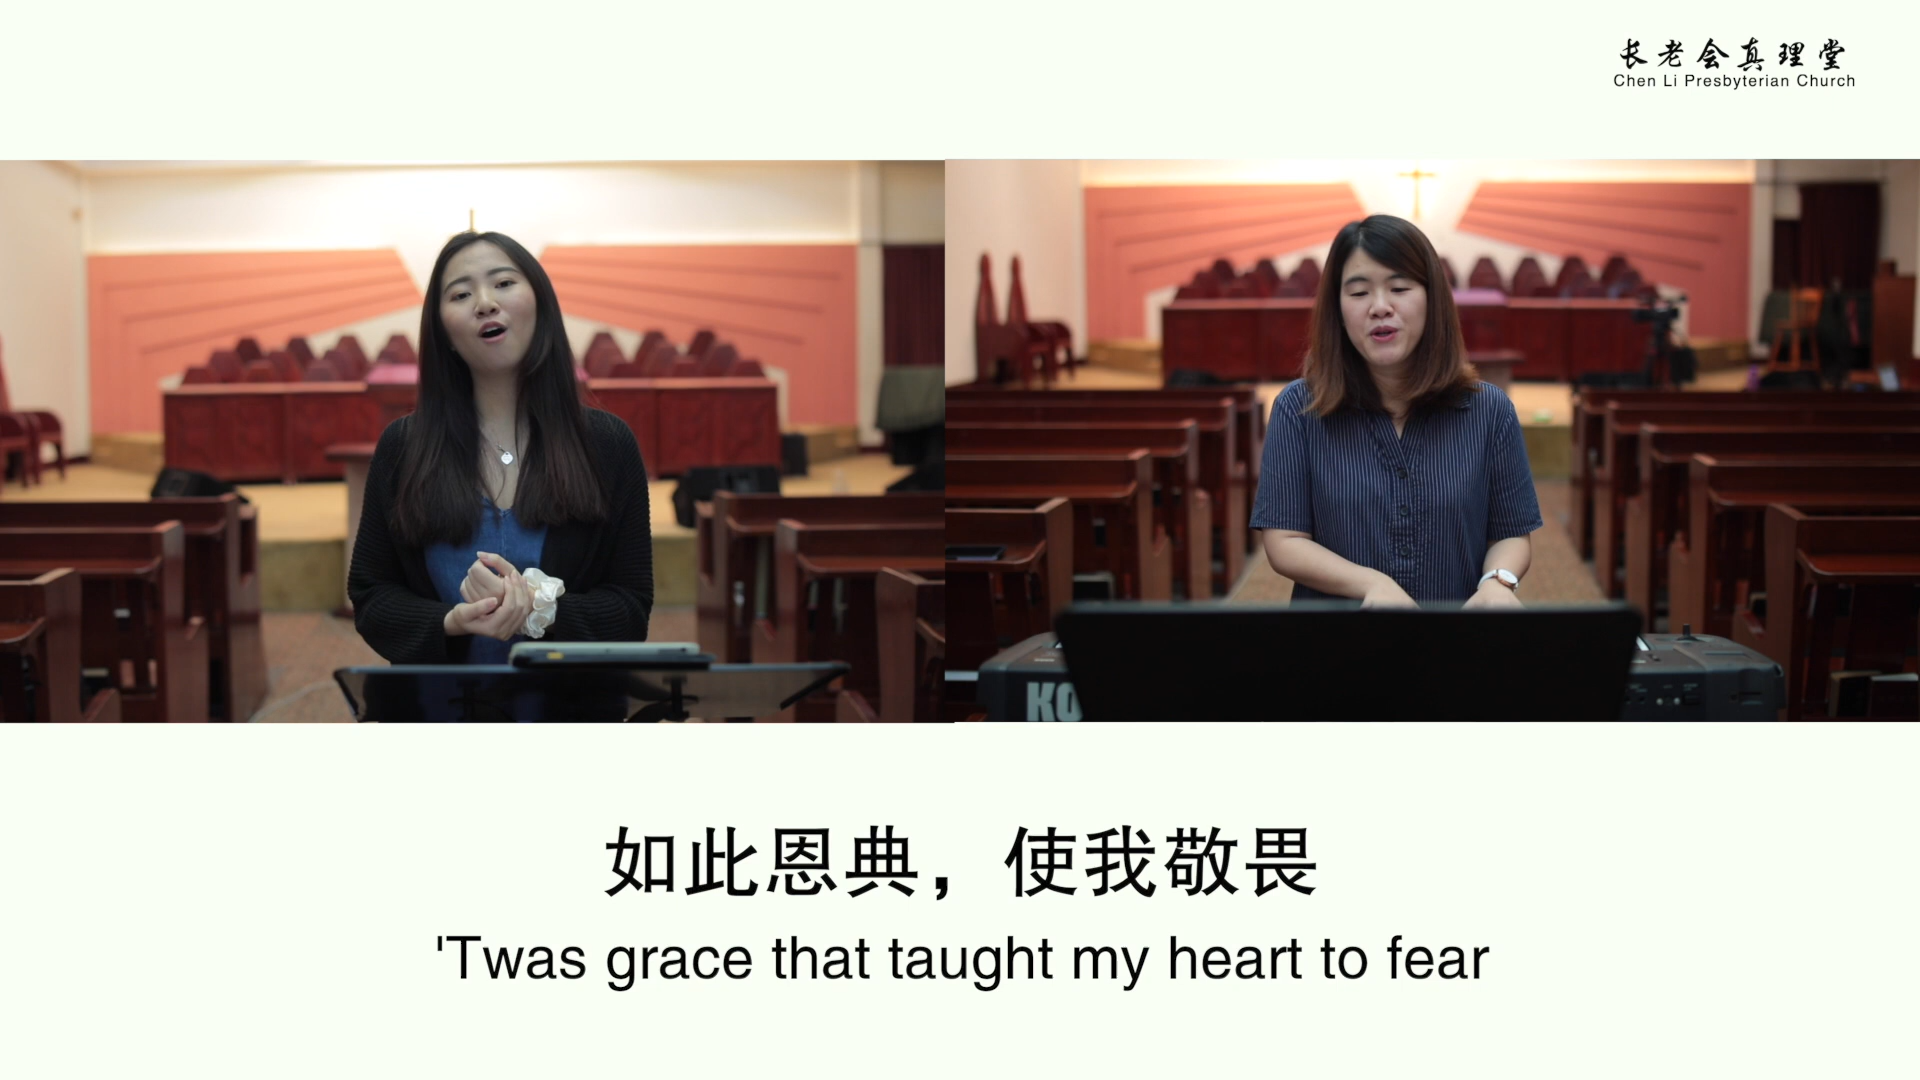 长老会真理堂
Chen Li Presbyterian Church
KO
如此恩典，使我敬畏
'Twas grace that taught my heart to fear